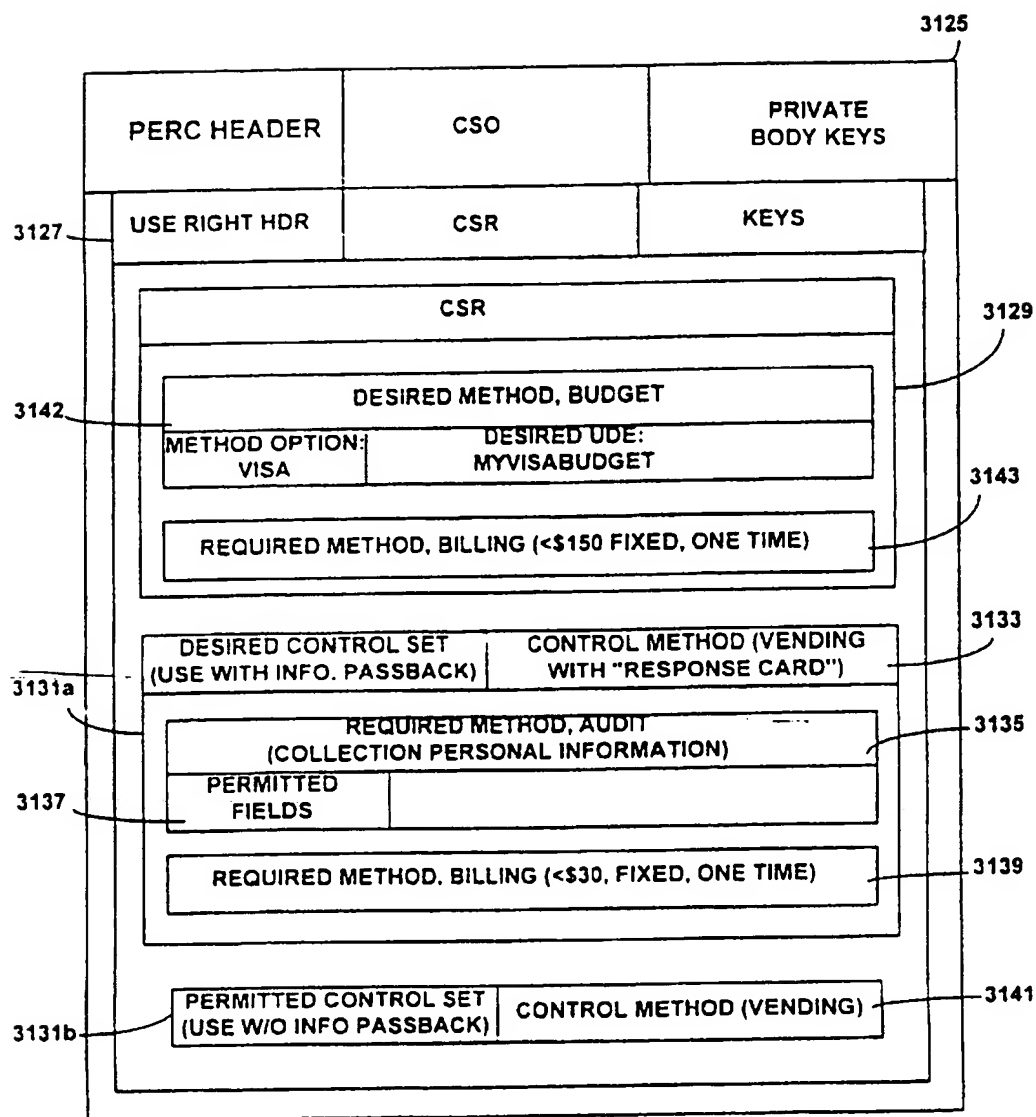 3125
PERC HEADER
CSO
PRIVATE
BODY KEYS
3127
USE RIGHT HDR
CSR
KEYS
CSR
3129
DESIRED METHOD, BUDGET
3142
METHOD OPTION:
VISA
DESIRED UDE:
MYVISABUDGET
3143
REQUIRED METHOD, BILLING (<$150 FIXED, ONE TIME)
3133
DESIRED CONTROL SET
(USE WITH INFO. PASSBACK)
CONTROL METHOD (VENDING
WITH "RESPONSE CARD")
3131a
REQUIRED METHOD, AUDIT
(COLLECTION PERSONAL INFORMATION)
3135
3137
PERMITTED
FIELDS
REQUIRED METHOD. BILLING (<$30, FIXED, ONE TIME)
3139
PERMITTED CONTROL SET
(USE W/O INFO PASSBACK)
CONTROL METHOD (VENDING)
3141
3131b